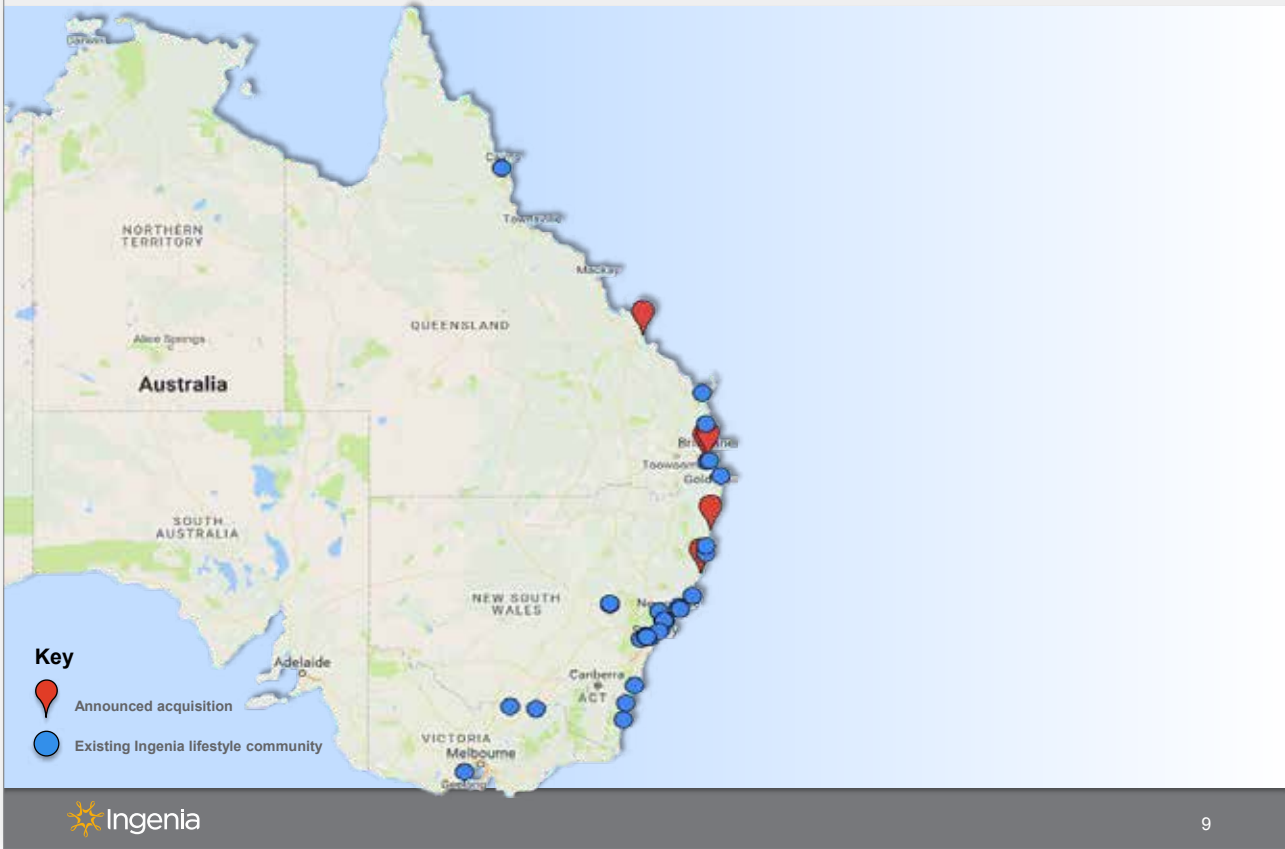 NORTHERN
TERRITORY
Townsville
Mackay
QUEENSLAND
Alice Springs
Australia
SOUTH
AUSTRALIA
NEW SOUTH
WALES
Adelaide
Canberra
ACT
VICTORIA
Melbourne
Geelong
Key
Announced acquisition
Existing Ingenia lifestyle community
Ingenia
9